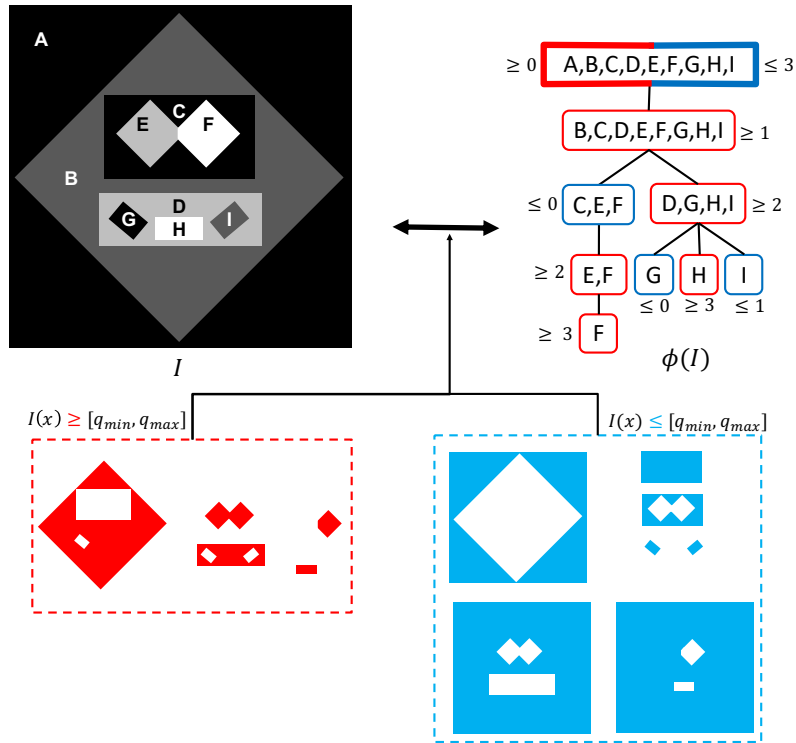 A
C
E
F
B
D
G
H
I
I
≥ 0
A,B,C,D,E,F,G,H,I
≤ 3
B,C,D,E,F,G,H,I
≥ 1
≤ 0
C,E,F
D,G,H,I
≥ 2
≥ 2
E,F
G
H
I
≤ 0
≥ 3
≤ 1
≥ 3
F
ϕ(I)
I(x) ≥ [q_min, q_max]
I(x) ≤ [q_min, q_max]